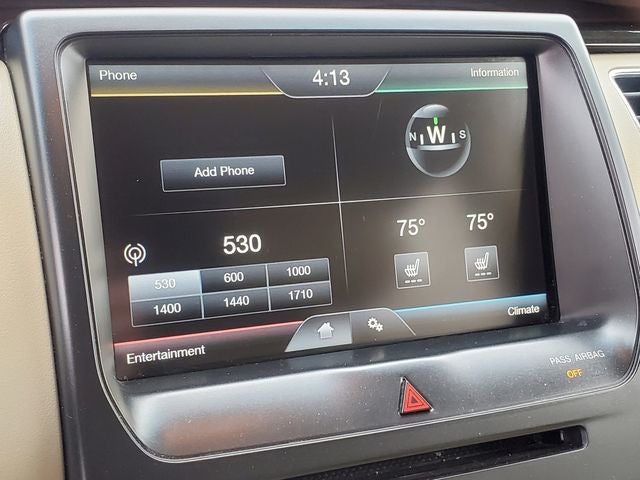 Phone 4:13 Information
N W S
Add Phone
530 75° 75°
530 600 1000
1400 1440 1710
Entertainment Climate
PASS AIRBAG
OFF